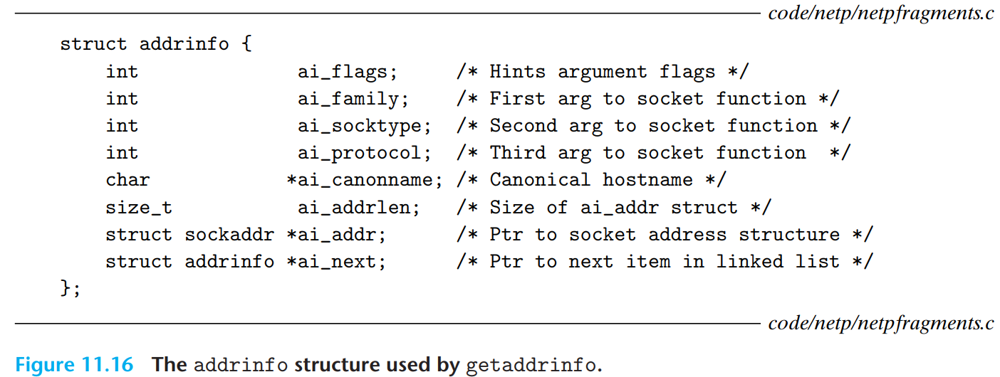 code/netp/netpfragments.c
struct addrinfo {
    int              ai_flags;     /* Hints argument flags */
    int              ai_family;    /* First arg to socket function */
    int              ai_socktype;  /* Second arg to socket function */
    int              ai_protocol;  /* Third arg to socket function  */
    char            *ai_canonname; /* Canonical hostname */
    size_t           ai_addrlen;   /* Size of ai_addr struct */
    struct sockaddr *ai_addr;      /* Ptr to socket address structure */
    struct addrinfo *ai_next;      /* Ptr to next item in linked list */
};
code/netp/netpfragments.c
Figure 11.16 The addrinfo structure used by getaddrinfo.